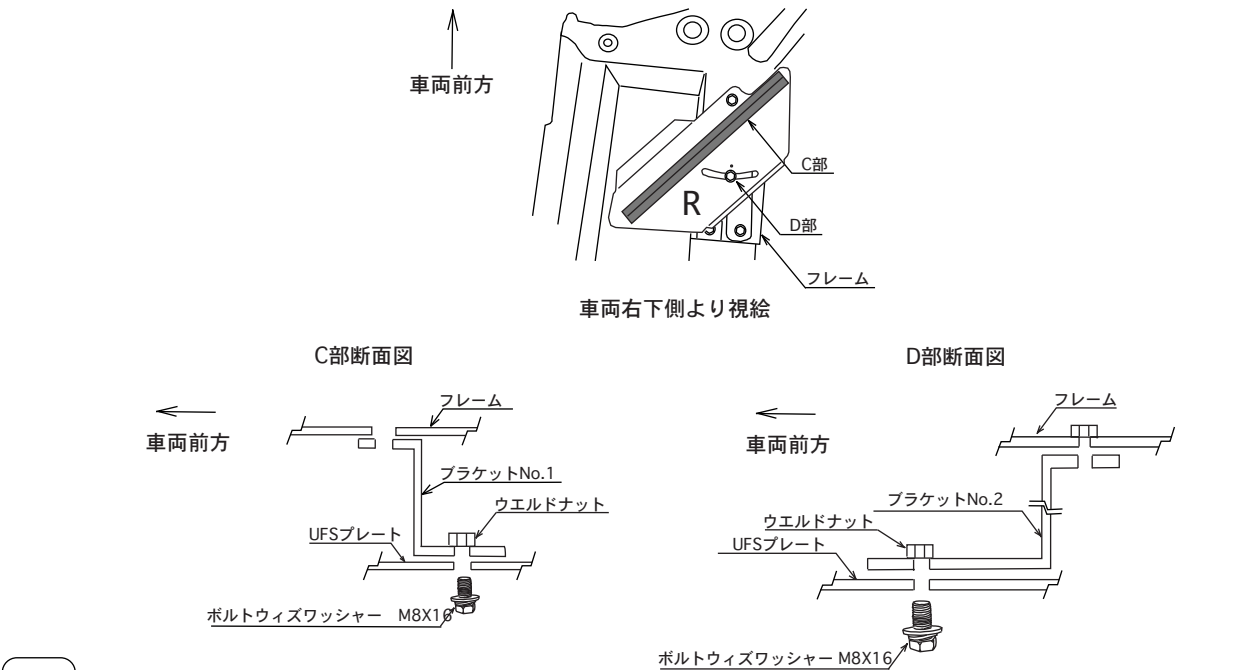 車両前方
C部
R
D部
フレーム
車両右下側より視絵
C部断面図
車両前方
フレーム
ブラケットNo.1
ウエルドナット
UFSプレート
ボルトウィズワッシャー M8X16
D部断面図
車両前方
フレーム
ブラケットNo.2
ウエルドナット
UFSプレート
ボルトウィズワッシャー M8X16